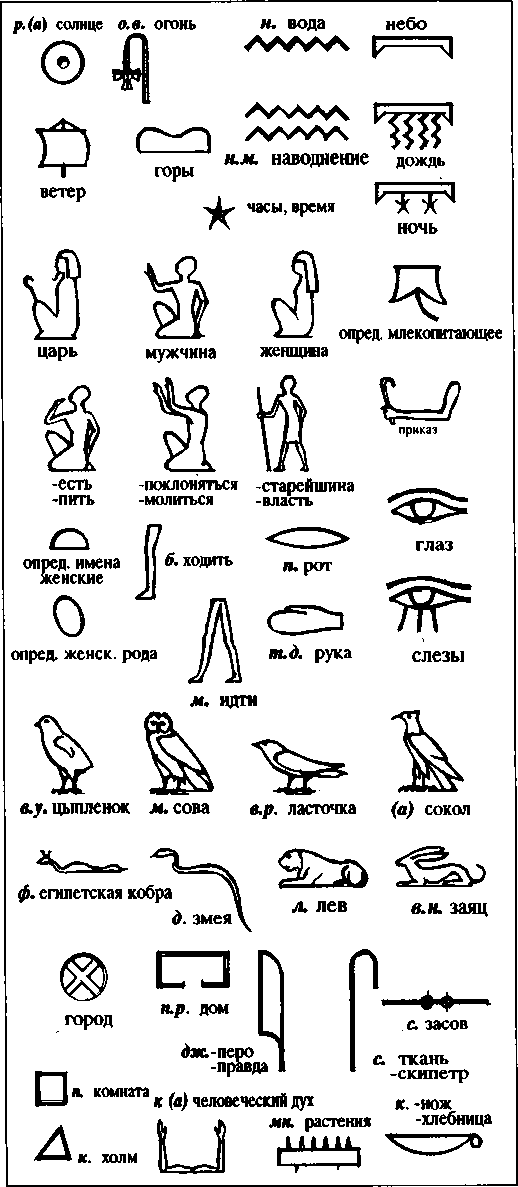 р.(а) солнце
о.в. огонь
н. вода
небо
ветер
горы
н.м. наводнение
дождь
часы, время
ночь
царь
мужчина
женщина
опред. млекопитающее
-есть
-пить
-поклоняться
-молиться
-старейшина
-власть
приказ
опред. имена
женские
б. ходить
п. рот
глаз
опред. женск. рода
м. идти
т.д. рука
слезы
в.у. цыпленок
м. сова
в.р. ласточка
(а) сокол
ф. египетская кобра
д. змея
л. лев
в.н. заяц
город
п.р. дом
дж.-перо
-правда
с. засов
с. ткань
-скипетр
п. комната
к (а) человеческий дух
мн. растения
к. -нож
-хлебница
к. холм